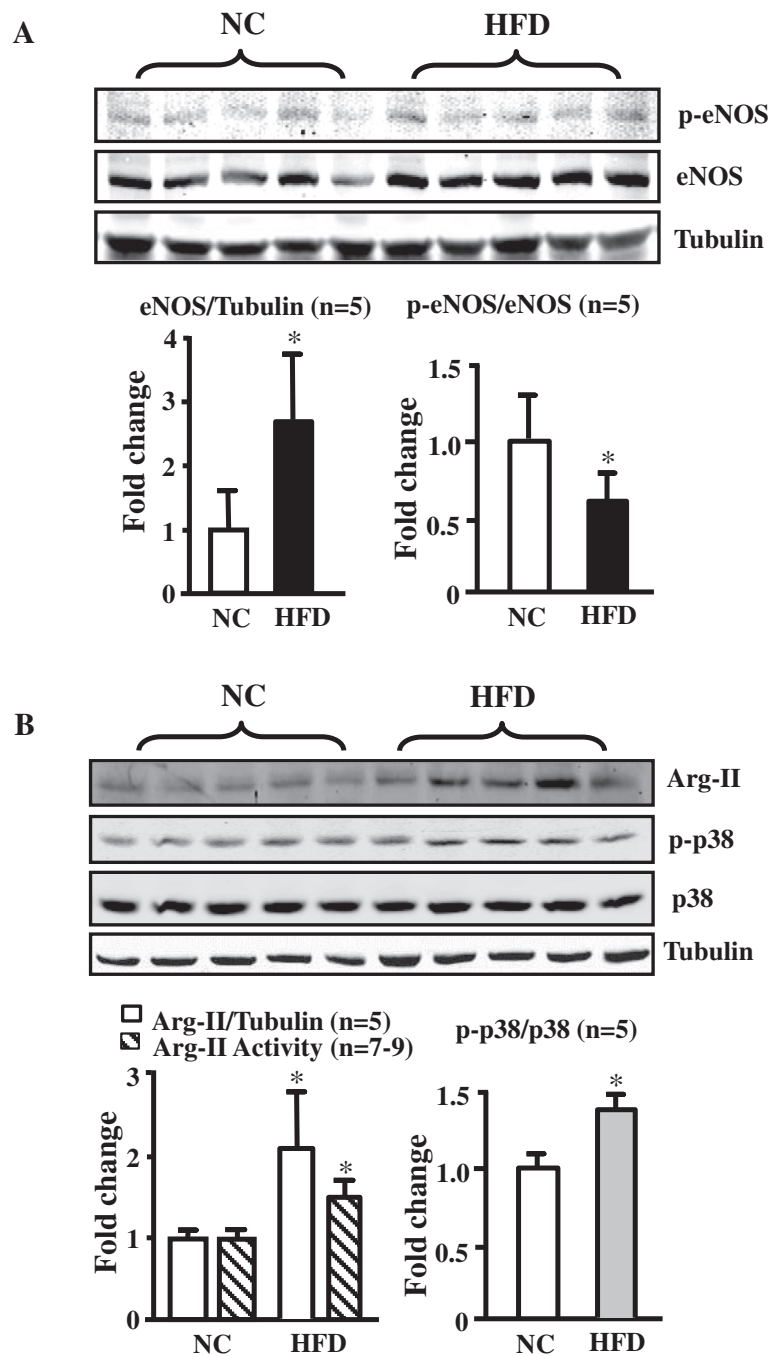 A
NC HFD
p-eNOS
eNOS
Tubulin
eNOS/Tubulin (n=5) p-eNOS/eNOS (n=5)
Fold change
4
3
2
1
0
*
NC HFD
Fold change
1.5
1.0
0.5
0
*
NC HFD
B
NC HFD
Arg-II
p-p38
p38
Tubulin
Arg-II/Tubulin (n=5)
Arg-II Activity (n=7-9)
p-p38/p38 (n=5)
Fold change
3
2
1
0
*
*
NC HFD
Fold change
1.5
1.0
0.5
0
*
NC HFD